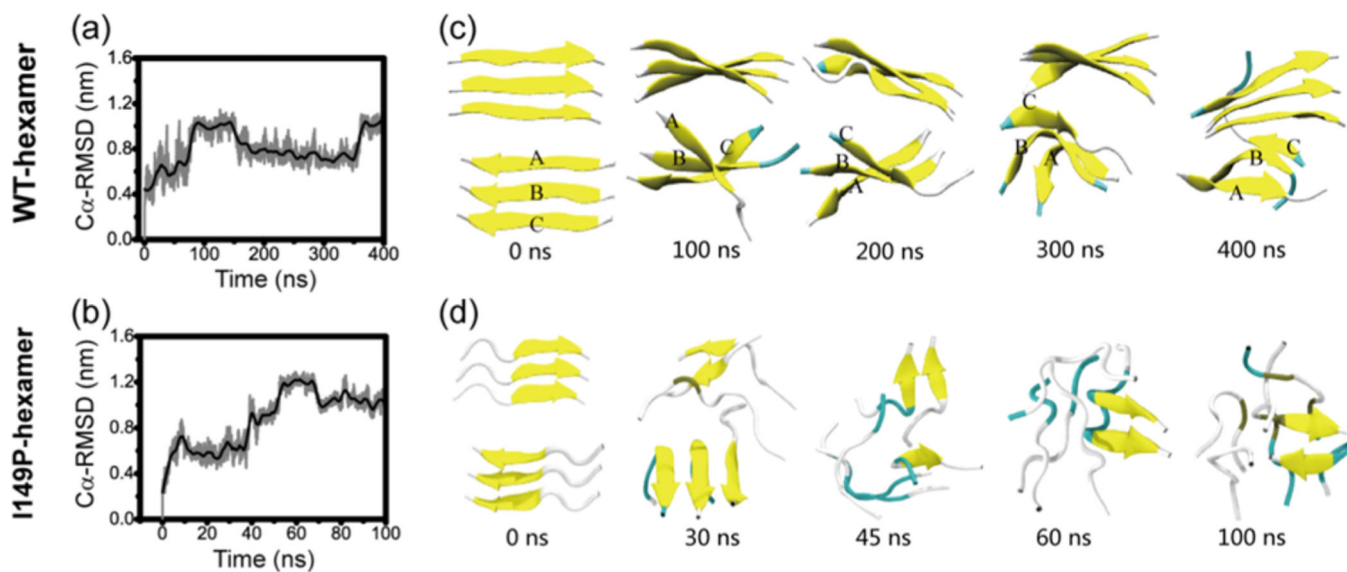 (a)
WT-hexamer
Cα-RMSD (nm)
1.6
1.2
0.8
0.4
0.0
0 100 200 300 400
Time (ns)
(c)
A
B
C
0 ns
A
B
C
100 ns
C
B
A
200 ns
C
B
A
300 ns
C
B
A
400 ns
(b)
I149P-hexamer
Cα-RMSD (nm)
1.6
1.2
0.8
0.4
0.0
0 20 40 60 80 100
Time (ns)
(d)
0 ns
30 ns
45 ns
60 ns
100 ns